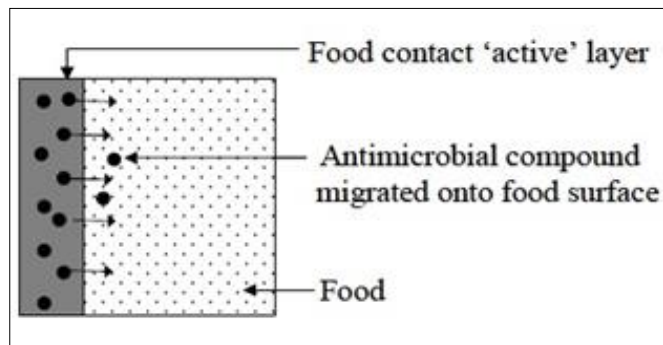 Food contact ‘active’ layer
Antimicrobial compound
migrated onto food surface
Food